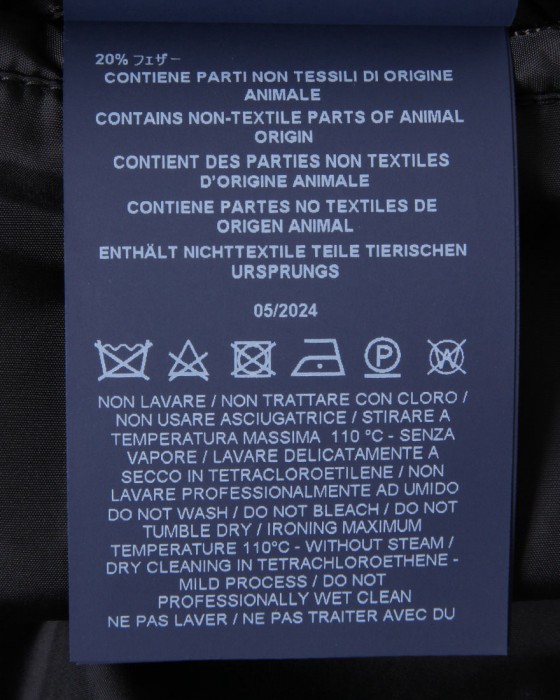 20% フェザー
CONTIENE PARTI NON TESSILI DI ORIGINE
ANIMALE
CONTAINS NON-TEXTILE PARTS OF ANIMAL
ORIGIN
CONTIENT DES PARTIES NON TEXTILES
D'ORIGINE ANIMALE
CONTIENE PARTES NO TEXTILES DE
ORIGEN ANIMAL
ENTHÄLT NICHTTEXTILE TEILE TIERISCHEN
URSPRUNGS
05/2024
P W
NON LAVARE / NON TRATTARE CON CLORO /
NON USARE ASCIUGATRICE / STIRARE A
TEMPERATURA MASSIMA 110 ºC - SENZA
VAPORE / LAVARE DELICATAMENTE A
SECCO IN TETRACLOROETILENE / NON
LAVARE PROFESSIONALMENTE AD UMIDO
DO NOT WASH / DO NOT BLEACH / DO NOT
TUMBLE DRY / IRONING MAXIMUM
TEMPERATURE 110ºC - WITHOUT STEAM /
DRY CLEANING IN TETRACHLOROETHENE -
MILD PROCESS / DO NOT
PROFESSIONALLY WET CLEAN
NE PAS LAVER / NE PAS TRAITER AVEC DU